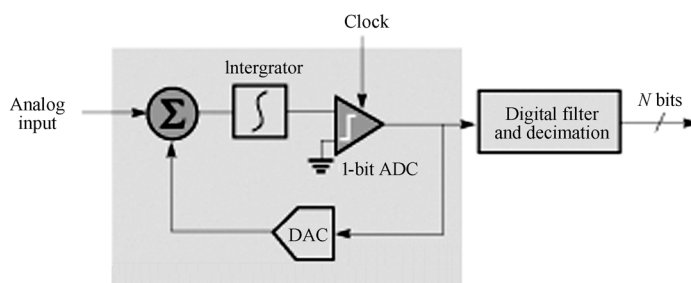 Clock
Intergrator
Analog
input
Σ
∫
1-bit ADC
DAC
Digital filter
and decimation
N bits